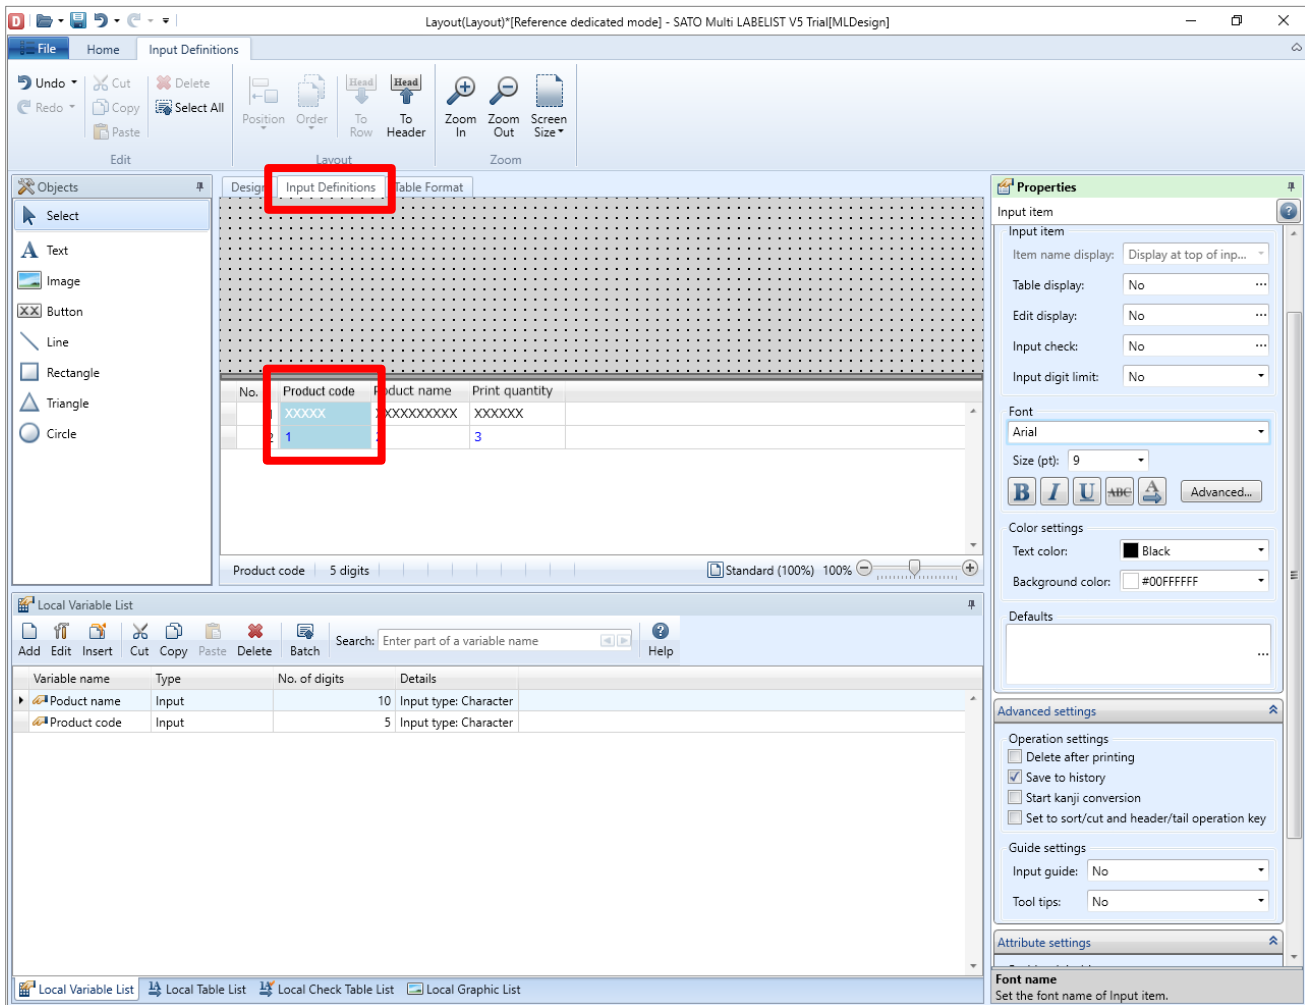 Layout(Layout)*[Reference dedicated mode] - SATO Multi LABELIST V5 Trial[MLDesign]
File Home Input Definitions
Undo Cut Delete
Redo Copy Select All
Paste
Position Order To Row To Header Zoom In Zoom Out Screen Size
Head Head
Edit Layout Zoom
Objects
Select
Text
Image
Button
Line
Rectangle
Triangle
Circle
Input Definitions Table Format
No. Product code duct name Print quantity
XXXXX XXXXXXXXX XXXXXX
2 1 3
Product code 5 digits Standard (100%) 100%
Properties
Input item
Input item
Item name display: Display at top of inp...
Table display: No ...
Edit display: No ...
Input check: No ...
Input digit limit: No
Font
Arial
Size (pt): 9
B I U ABC A Advanced...
Color settings
Text color: Black
Background color: #00FFFFFF
Defaults
...
Advanced settings
Operation settings
Delete after printing
Save to history
Start kanji conversion
Set to sort/cut and header/tail operation key
Guide settings
Input guide: No
Tool tips: No
Attribute settings
Font name
Set the font name of Input item.
Local Variable List
Add Edit Insert Cut Copy Paste Delete Batch Search: Enter part of a variable name Help
Variable name Type No. of digits Details
Poduct name Input 10 Input type: Character
Product code Input 5 Input type: Character
Local Variable List Local Table List Local Check Table List Local Graphic List